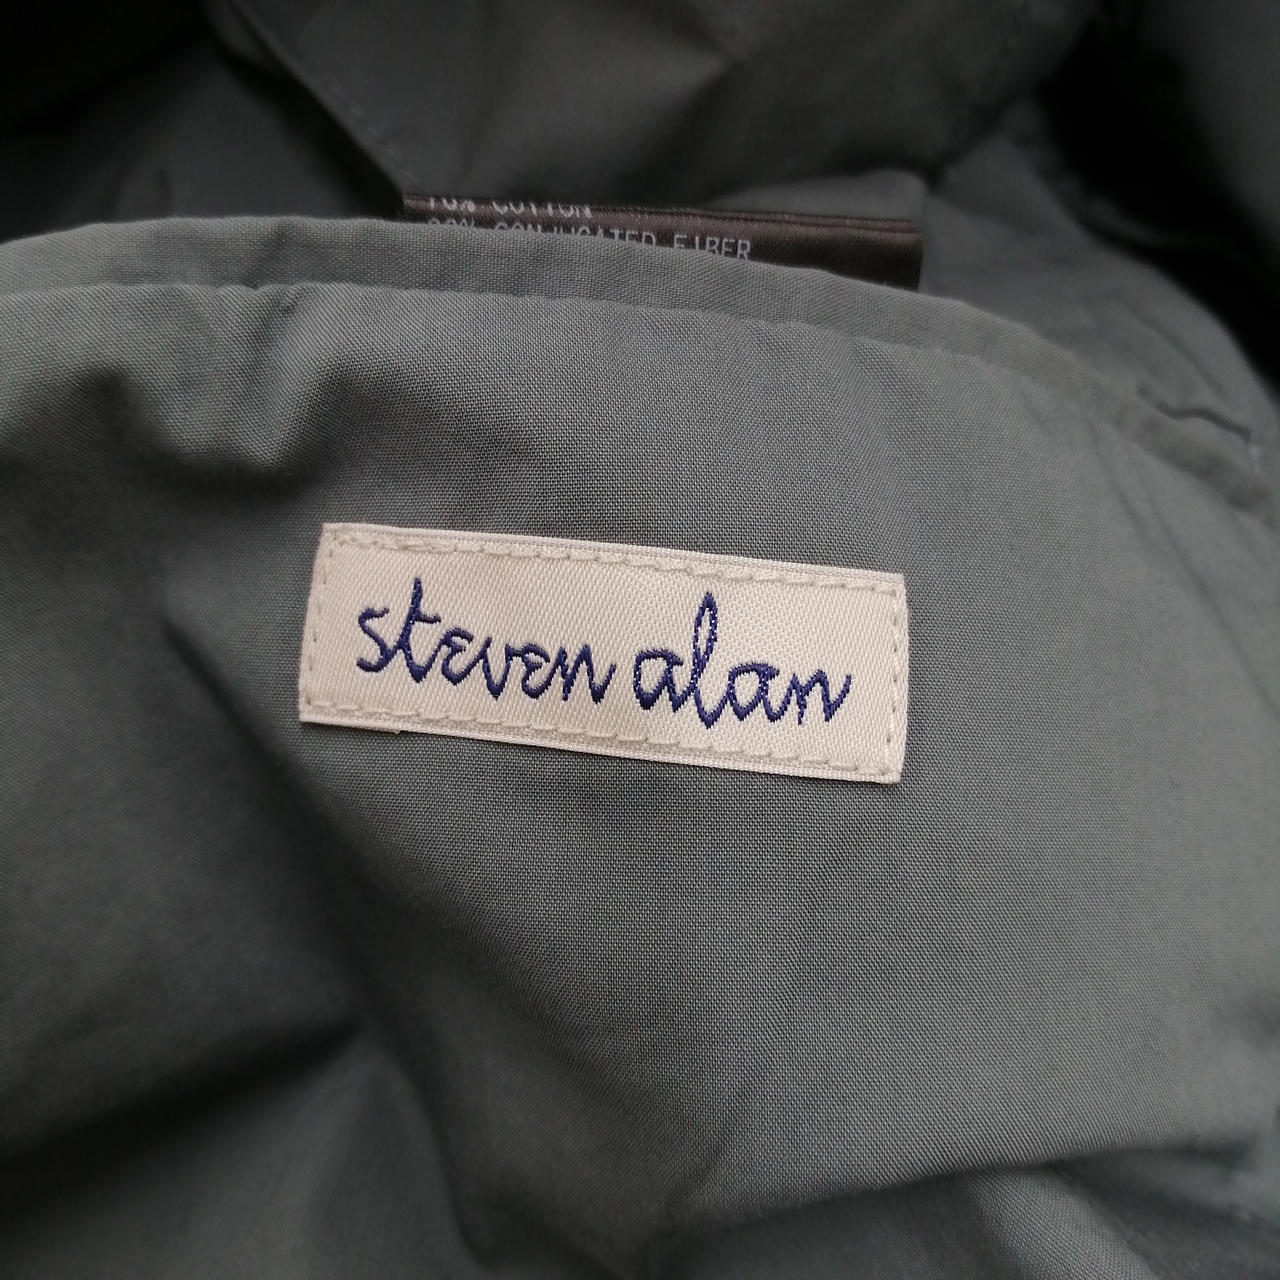 COTTON
CONJUGATED FIBER
steven alan